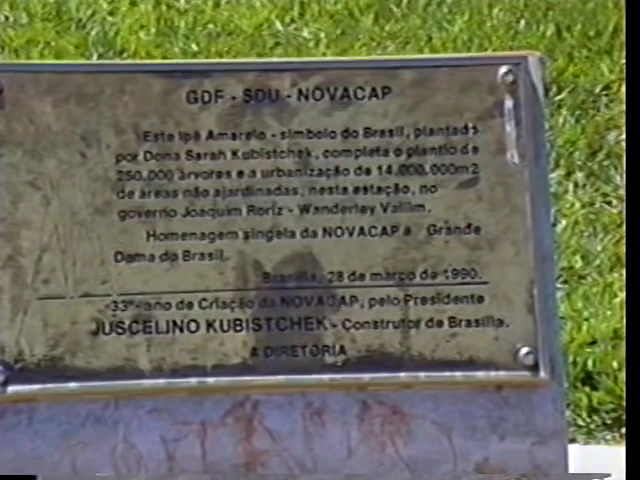 GDF - SDU - NOVACAP
Este Ipê Amarelo - símbolo do Brasil, plantado
por Dona Sarah Kubistchek, completa o plantio de
250.000 árvores e a urbanização de 14.000.000m2
de áreas não ajardinadas, nesta estação, no
governo Joaquim Roriz - Wanderley Vallim.
Homenagem singela da NOVACAP a Grande
Dama do Brasil.
Brasília, 28 de março de 1990.
33º ano de Criação da NOVACAP, pelo Presidente
JUSCELINO KUBISTCHEK - Construtor de Brasília.
A DIRETORIA